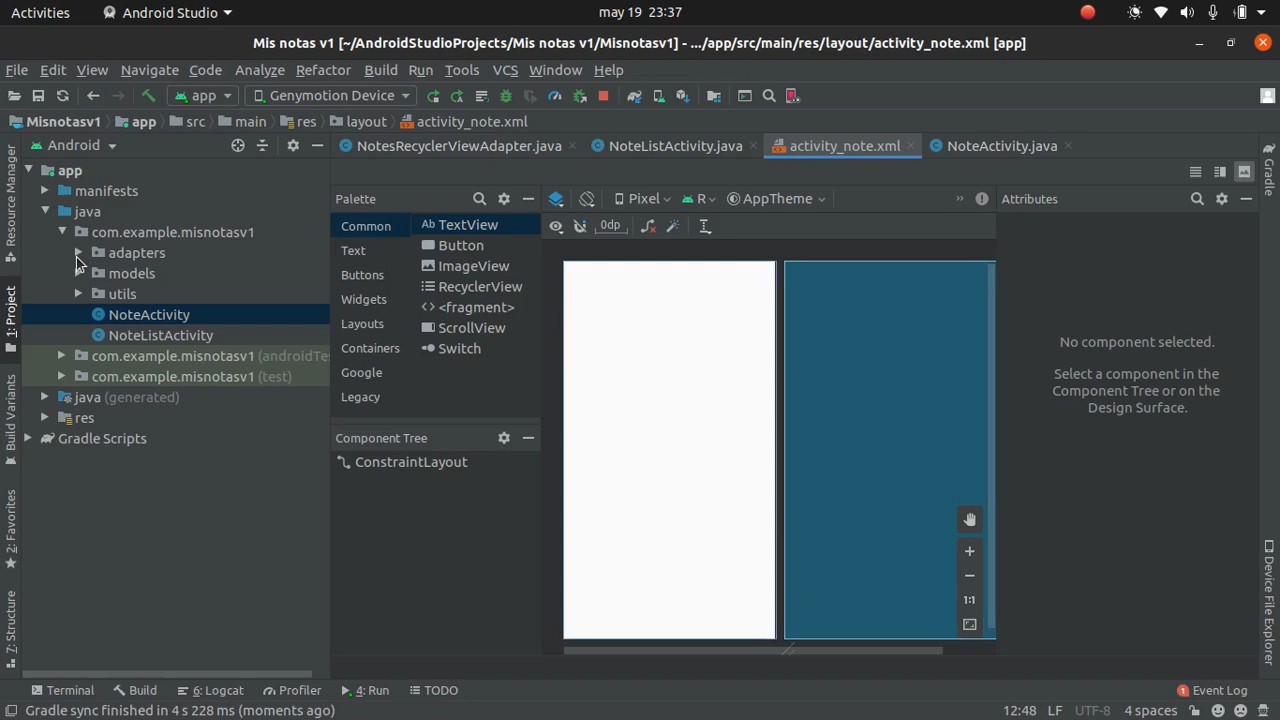 Activities
Android Studio
may 19 23:37
Mis notas v1 [~/AndroidStudioProjects/Mis notas v1/Misnotasv1] - .../app/src/main/res/layout/activity_note.xml [app]
File Edit View Navigate Code Analyze Refactor Build Run Tools VCS Window Help
app
Genymotion Device
Misnotasv1 app src main res layout activity_note.xml
Android
NotesRecyclerViewAdapter.java NoteListActivity.java activity_note.xml NoteActivity.java
Resource Manager
1: Project
Build Variants
2: Favorites
7: Structure
app
manifests
java
com.example.misnotasv1
adapters
models
utils
NoteActivity
NoteListActivity
com.example.misnotasv1 (androidTe
com.example.misnotasv1 (test)
java (generated)
res
Gradle Scripts
Palette
Common
Text
Buttons
Widgets
Layouts
Containers
Google
Legacy
Ab TextView
Button
ImageView
RecyclerView
<fragment>
ScrollView
Switch
Component Tree
ConstraintLayout
Pixel
R
AppTheme
0dp
1:1
Attributes
No component selected.
Select a component in the
Component Tree or on the
Design Surface.
Gradle
Device File Explorer
Terminal Build 6: Logcat Profiler 4: Run TODO
1 Event Log
Gradle sync finished in 4 s 228 ms (moments ago)
12:48 LF UTF-8 4 spaces